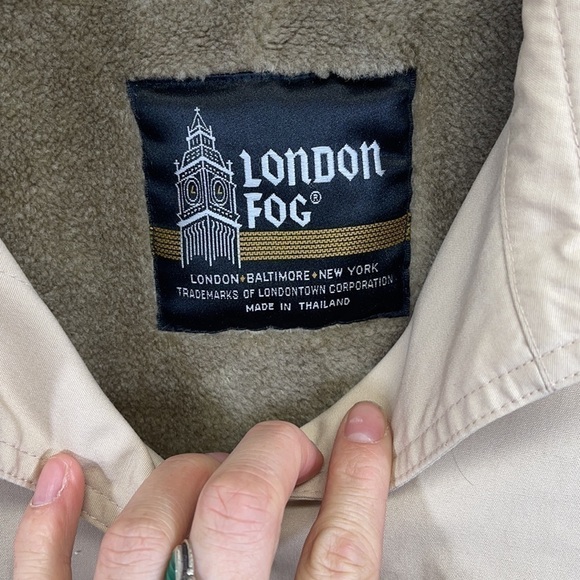 LONDON
FOG®
LONDON♦BALTIMORE♦NEW YORK
TRADEMARKS OF LONDONTOWN CORPORATION
MADE IN THAILAND